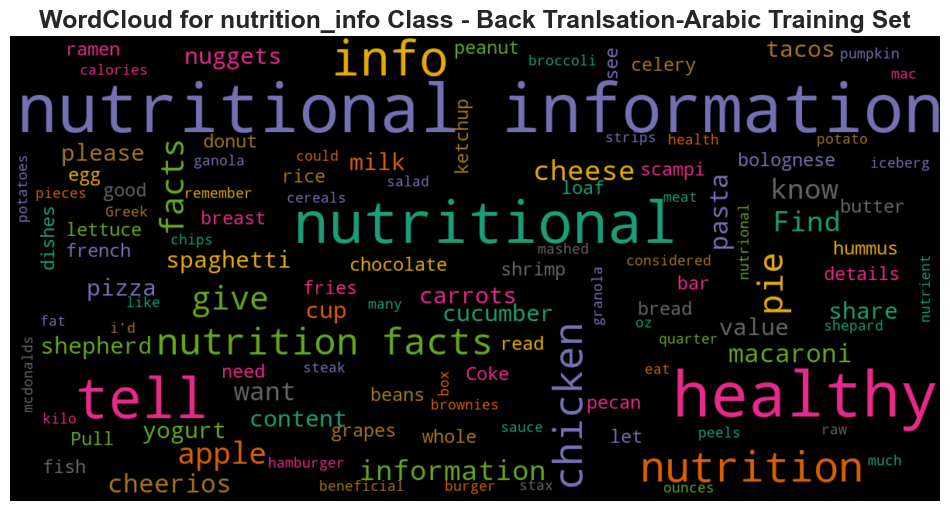 WordCloud for nutrition_info Class - Back Tranlsation-Arabic Training Set
ramen
calories
nuggets
info
peanut
broccoli
see
celery
tacos
pumpkin
mac
nutritional information
ketchup
strips
health
potato
please
facts
donut
ganola
could
milk
cheese
scampi
bolognese
iceberg
potatoes
egg
pieces
good
remember
rice
salad
cereals
loaf
meat
pasta
know
butter
Greek
breast
nutritional
Find
dishes
lettuce
french
chips
mashed
nutrional
considered
hummus
spaghetti
chocolate
shrimp
granola
pie
details
nutrient
pizza
like
give
fries
many
carrots
bar
cup
cucumber
bread
oz
share
fat
i'd
value
shepard
shepherd
nutrition facts
read
chicken
quarter
macaroni
mcdonalds
need
steak
Coke
eat
healthy
tell
want
beans
box
brownies
pecan
kilo
content
yogurt
Pull
grapes
whole
sauce
let
peels
raw
apple
fish
hamburger
information
nutrition
much
cheerios
beneficial
burger
stax
ounces